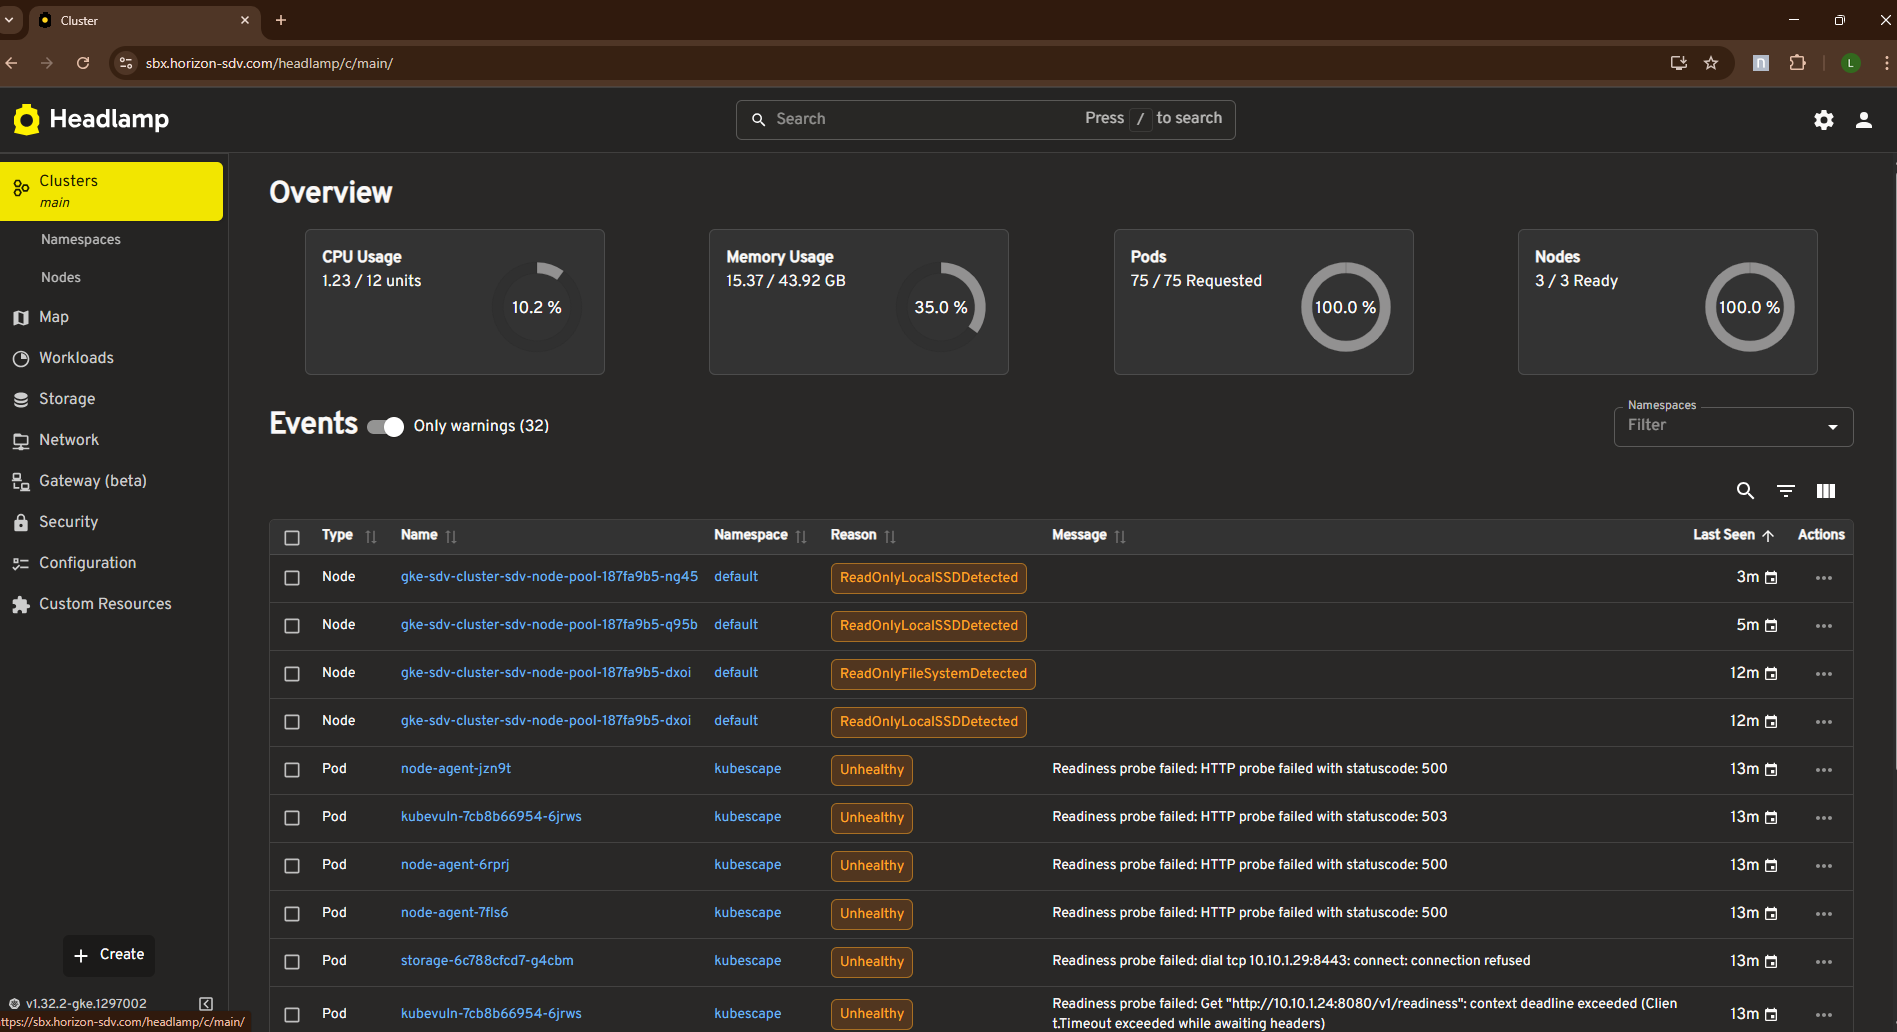 Cluster
sbx.horizon-sdv.com/headlamp/c/main/
L
Headlamp
Search
Press / to search
Clusters
main
Namespaces
Nodes
Map
Workloads
Storage
Network
Gateway (beta)
Security
Configuration
Custom Resources
Create
v1.32.2-gke.1297002
ttps://sbx.horizon-sdv.com/headlamp/c/main/
Overview
CPU Usage
1.23 / 12 units
10.2 %
Memory Usage
15.37 / 43.92 GB
35.0 %
Pods
75 / 75 Requested
100.0 %
Nodes
3 / 3 Ready
100.0 %
Events Only warnings (32)
Namespaces
Filter
Type Name Namespace Reason Message Last Seen Actions
Node gke-sdv-cluster-sdv-node-pool-187fa9b5-ng45 default ReadOnlyLocalSSDDetected 3m
Node gke-sdv-cluster-sdv-node-pool-187fa9b5-q95b default ReadOnlyLocalSSDDetected 5m
Node gke-sdv-cluster-sdv-node-pool-187fa9b5-dxoi default ReadOnlyFileSystemDetected 12m
Node gke-sdv-cluster-sdv-node-pool-187fa9b5-dxoi default ReadOnlyLocalSSDDetected 12m
Pod node-agent-jzn9t kubescape Unhealthy Readiness probe failed: HTTP probe failed with statuscode: 500 13m
Pod kubevuln-7cb8b66954-6jrws kubescape Unhealthy Readiness probe failed: HTTP probe failed with statuscode: 503 13m
Pod node-agent-6rprj kubescape Unhealthy Readiness probe failed: HTTP probe failed with statuscode: 500 13m
Pod node-agent-7fls6 kubescape Unhealthy Readiness probe failed: HTTP probe failed with statuscode: 500 13m
Pod storage-6c788cfcd7-g4cbm kubescape Unhealthy Readiness probe failed: dial tcp 10.10.1.29:8443: connect: connection refused 13m
Pod kubevuln-7cb8b66954-6jrws kubescape Unhealthy Readiness probe failed: Get "http://10.10.1.24:8080/v1/readiness": context deadline exceeded (Clien 13m
t.Timeout exceeded while awaiting headers)